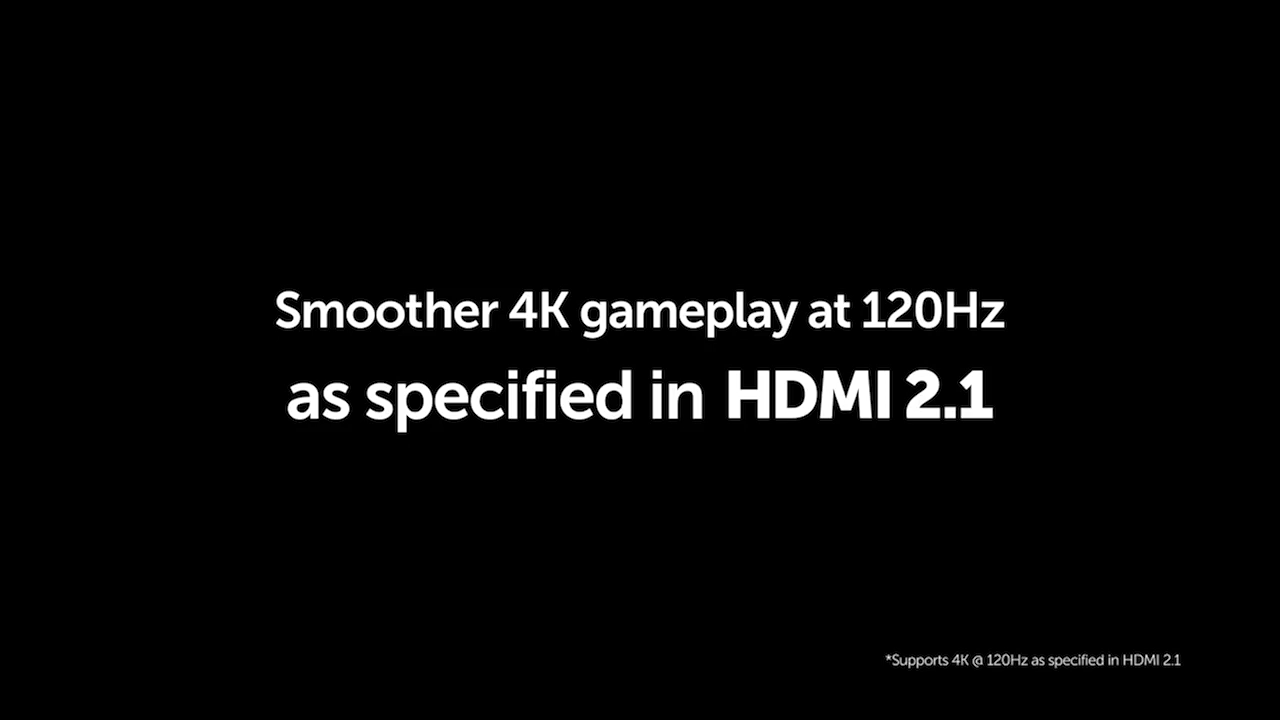 Smoother 4K gameplay at 120Hz
as specified in HDMI 2.1
*Supports 4K @ 120Hz as specified in HDMI 2.1